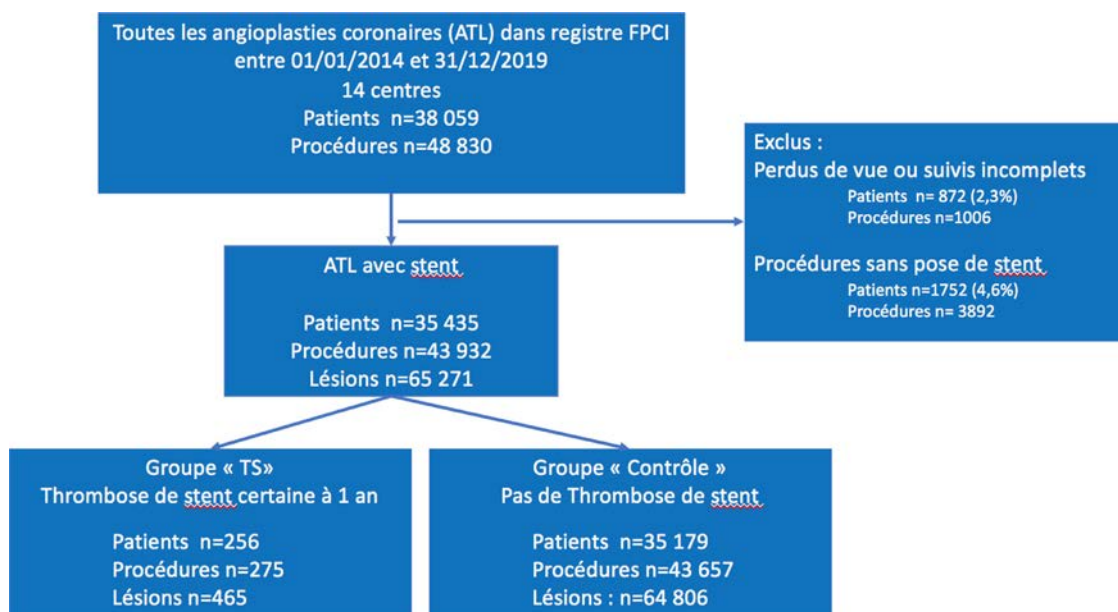 Toutes les angioplasties coronaires (ATL) dans registre FPCI
entre 01/01/2014 et 31/12/2019
14 centres
Patients n=38 059
Procédures n=48 830
Exclus :
Perdus de vue ou suivis incomplets
Patients n= 872 (2,3%)
Procédures n=1006
Procédures sans pose de stent
Patients n=1752 (4,6%)
Procédures n= 3892
ATL avec stent
Patients n=35 435
Procédures n=43 932
Lésions n=65 271
Groupe « TS»
Thrombose de stent certaine à 1 an
Patients n=256
Procédures n=275
Lésions n=465
Groupe « Contrôle »
Pas de Thrombose de stent
Patients n=35 179
Procédures n=43 657
Lésions : n=64 806